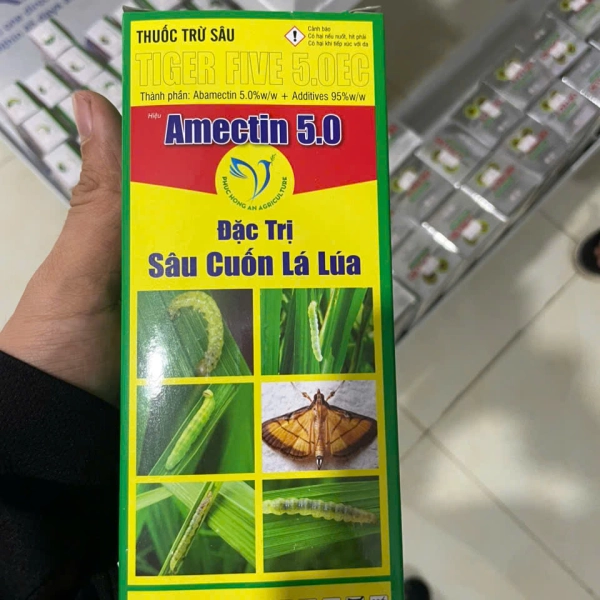 THUỐC TRỪ SÂU
Cảnh báo
Có hại nếu nuốt, hít phải
Có hại khi tiếp xúc với da
TIGER FIVE 5.0EC
Thành phần: Abamectin 5.0%w/w + Additives 95%w/w
Hiệu
Amectin 5.0
PHÚC HỒNG AN AGRICULTURE
Đặc Trị
Sâu Cuốn Lá Lúa